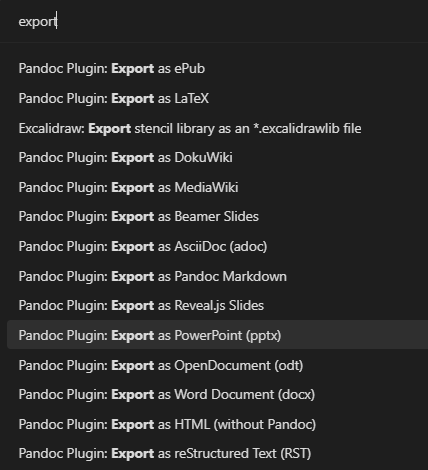 export
Pandoc Plugin: Export as ePub
Pandoc Plugin: Export as LaTeX
Excalidraw: Export stencil library as an *.excalidrawlib file
Pandoc Plugin: Export as DokuWiki
Pandoc Plugin: Export as MediaWiki
Pandoc Plugin: Export as Beamer Slides
Pandoc Plugin: Export as AsciiDoc (adoc)
Pandoc Plugin: Export as Pandoc Markdown
Pandoc Plugin: Export as Reveal.js Slides
Pandoc Plugin: Export as PowerPoint (pptx)
Pandoc Plugin: Export as OpenDocument (odt)
Pandoc Plugin: Export as Word Document (docx)
Pandoc Plugin: Export as HTML (without Pandoc)
Pandoc Plugin: Export as reStructured Text (RST)